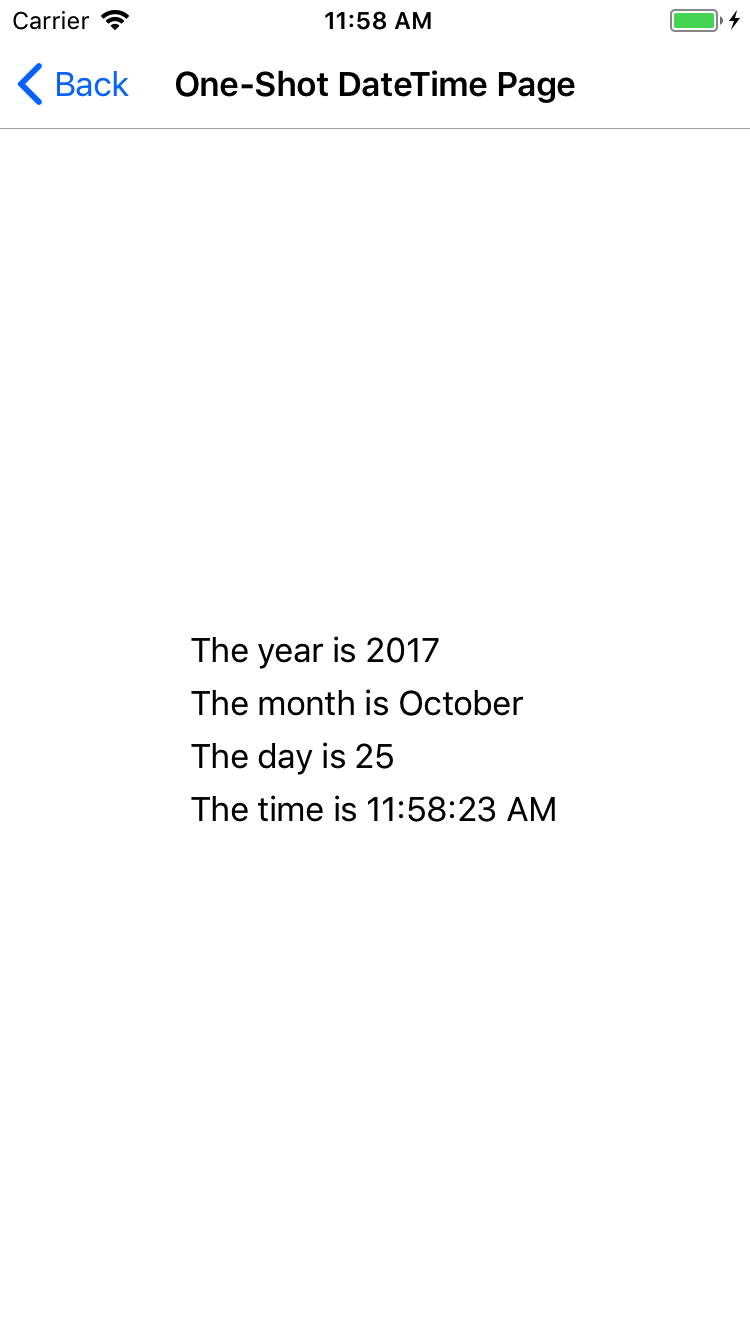 Carrier 11:58 AM
Back One-Shot DateTime Page
The year is 2017
The month is October
The day is 25
The time is 11:58:23 AM